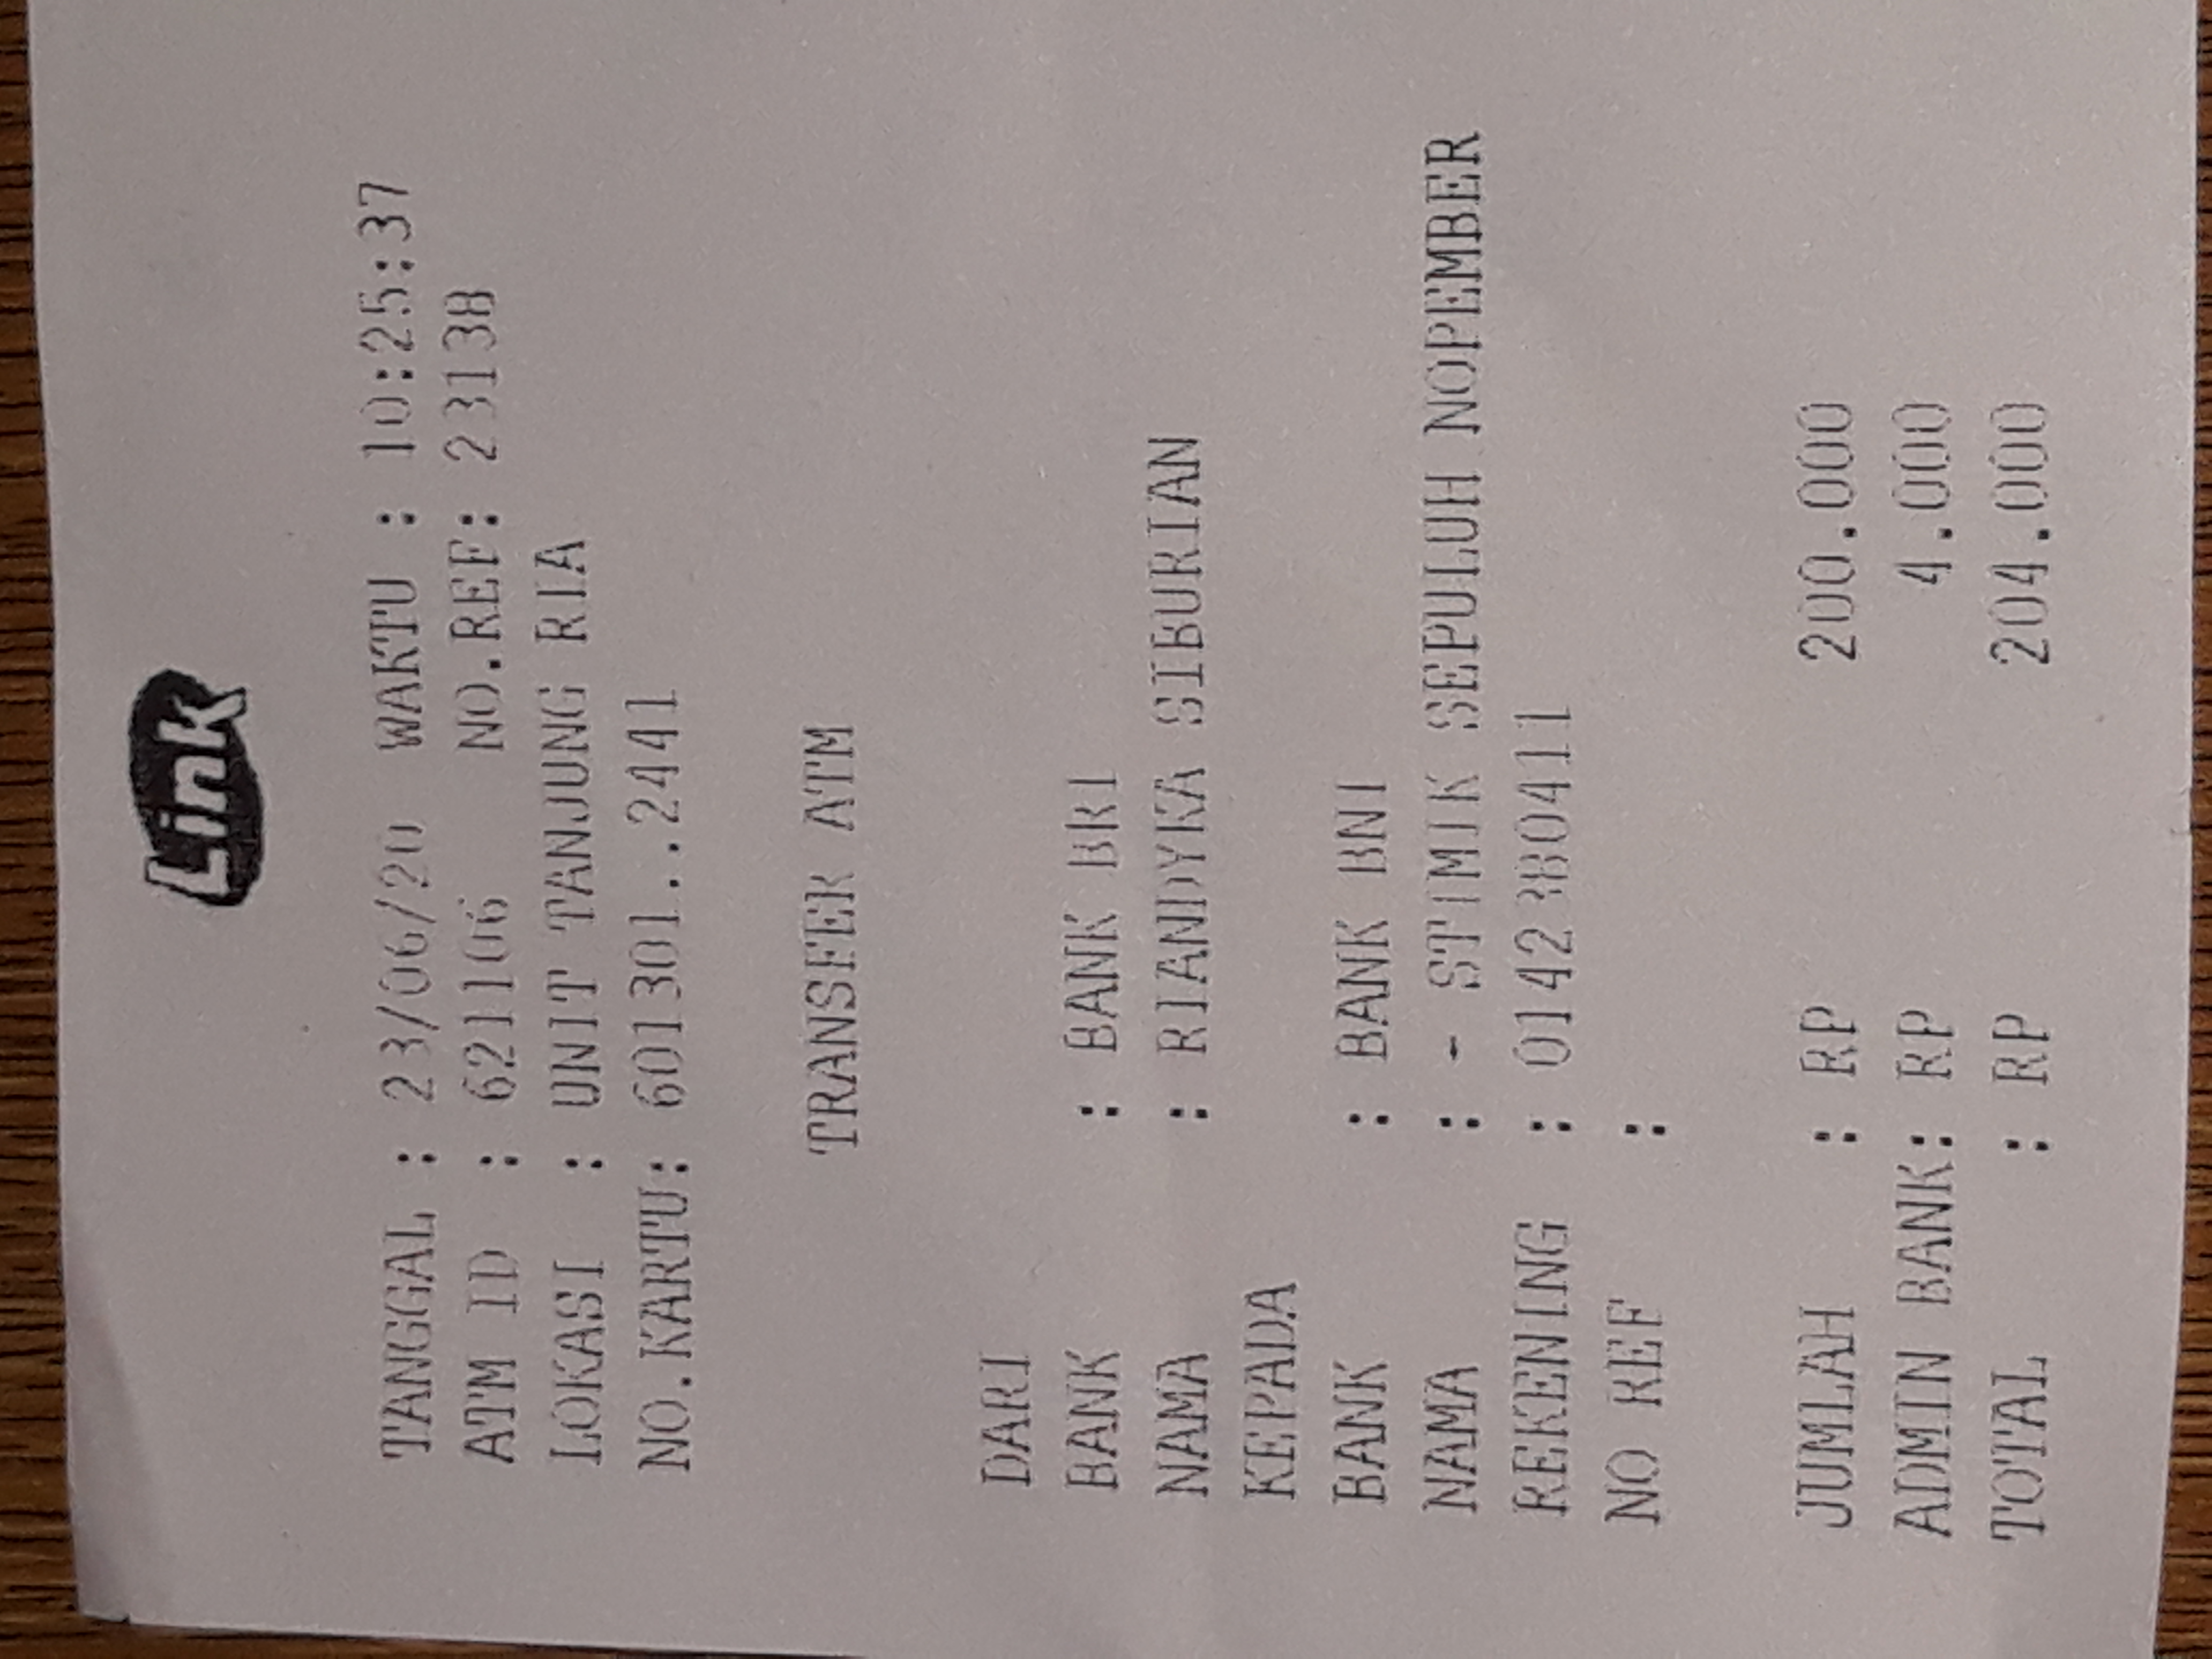 Link
TANGGAL : 23/06/20 WAKTU : 10:25:37
ATM ID : 621106 NO.REF: 23138
LOKASI : UNIT TANJUNG RIA
NO.KARTU: 601301..2441
TRANSFER ATM
DARI
BANK : BANK BRI
NAMA : RIANDYKA SIBURIAN
KEPADA
BANK : BANK BNI
NAMA : - STIMIK SEPULUH NOPEMBER
REKENING : 0142380411
NO REF :
JUMLAH : RP 200.000
ADMIN BANK: RP 4.000
TOTAL : RP 204.000